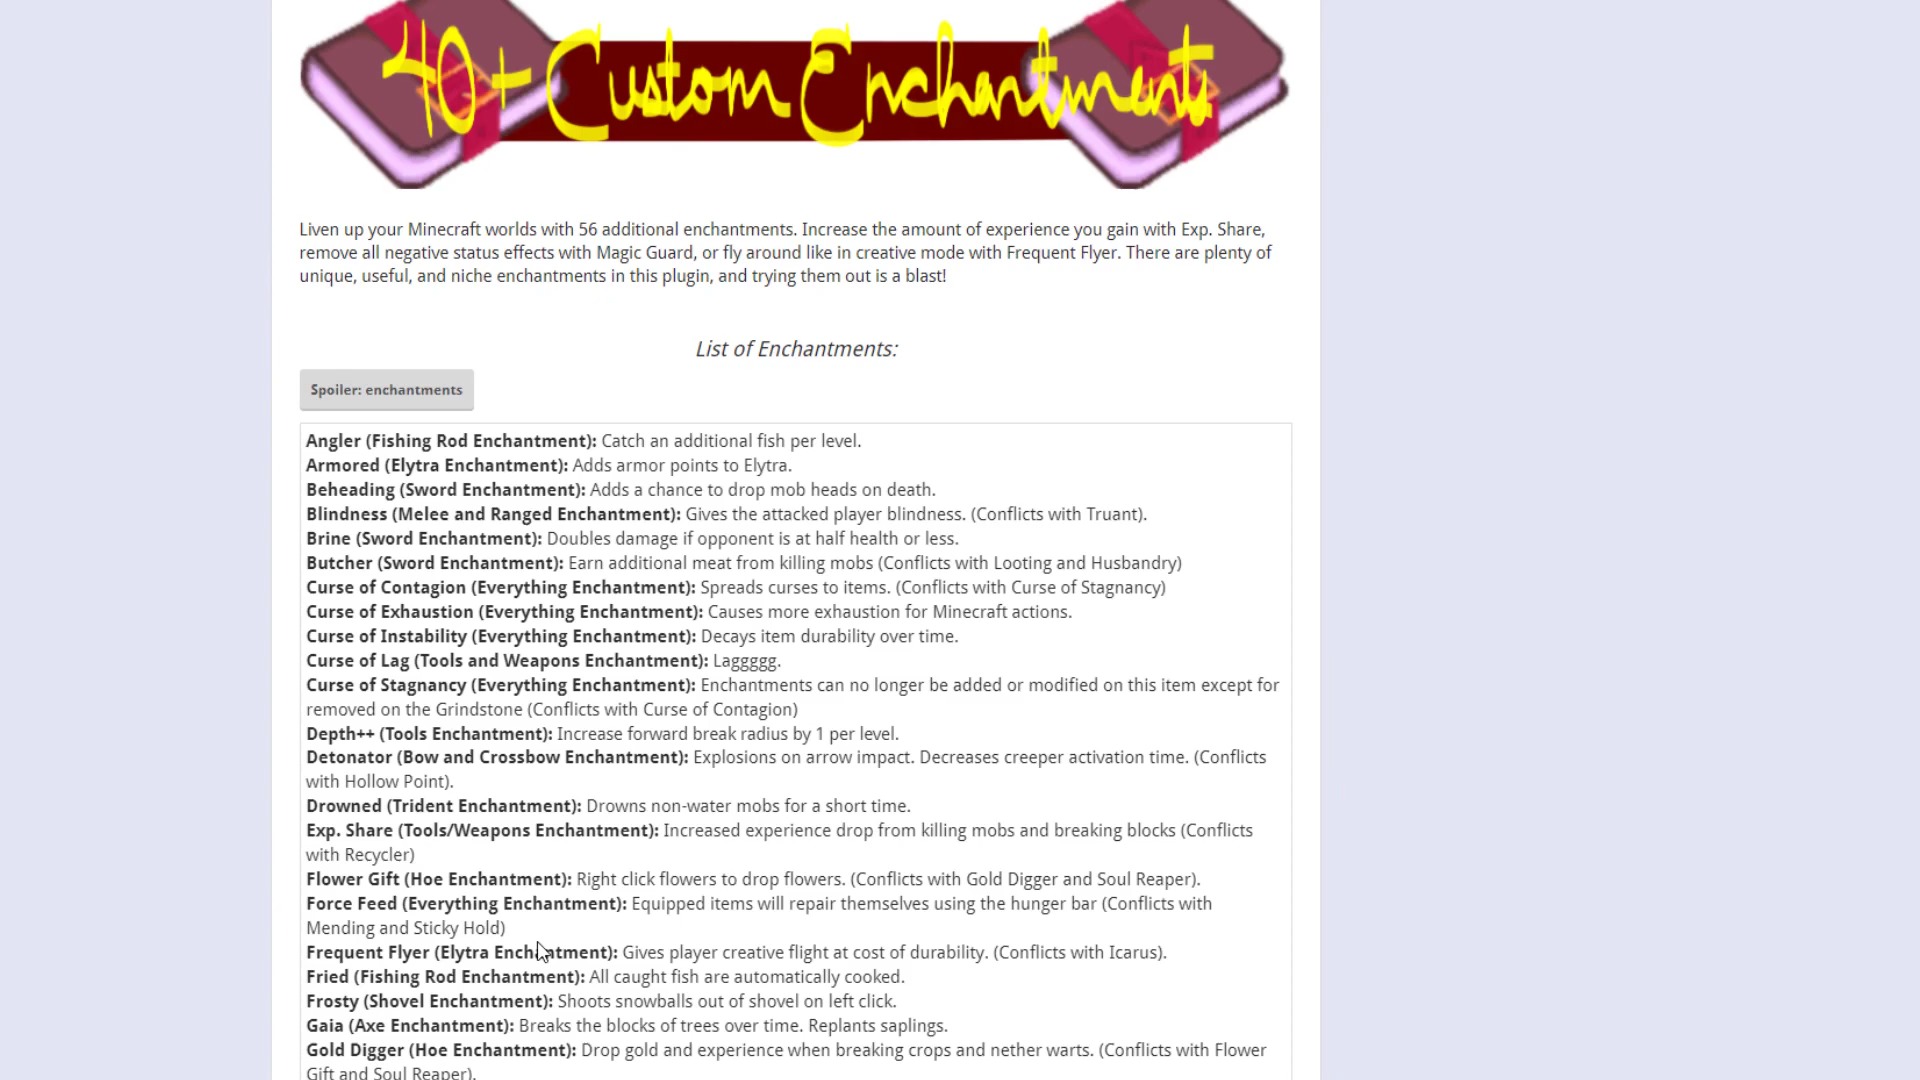 40+ Custom Enchantments
Liven up your Minecraft worlds with 56 additional enchantments. Increase the amount of experience you gain with Exp. Share,
remove all negative status effects with Magic Guard, or fly around like in creative mode with Frequent Flyer. There are plenty of
unique, useful, and niche enchantments in this plugin, and trying them out is a blast!
List of Enchantments:
Spoiler: enchantments
Angler (Fishing Rod Enchantment): Catch an additional fish per level.
Armored (Elytra Enchantment): Adds armor points to Elytra.
Beheading (Sword Enchantment): Adds a chance to drop mob heads on death.
Blindness (Melee and Ranged Enchantment): Gives the attacked player blindness. (Conflicts with Truant).
Brine (Sword Enchantment): Doubles damage if opponent is at half health or less.
Butcher (Sword Enchantment): Earn additional meat from killing mobs (Conflicts with Looting and Husbandry)
Curse of Contagion (Everything Enchantment): Spreads curses to items. (Conflicts with Curse of Stagnancy)
Curse of Exhaustion (Everything Enchantment): Causes more exhaustion for Minecraft actions.
Curse of Instability (Everything Enchantment): Decays item durability over time.
Curse of Lag (Tools and Weapons Enchantment): Laggggg.
Curse of Stagnancy (Everything Enchantment): Enchantments can no longer be added or modified on this item except for
removed on the Grindstone (Conflicts with Curse of Contagion)
Depth++ (Tools Enchantment): Increase forward break radius by 1 per level.
Detonator (Bow and Crossbow Enchantment): Explosions on arrow impact. Decreases creeper activation time. (Conflicts
with Hollow Point).
Drowned (Trident Enchantment): Drowns non-water mobs for a short time.
Exp. Share (Tools/Weapons Enchantment): Increased experience drop from killing mobs and breaking blocks (Conflicts
with Recycler)
Flower Gift (Hoe Enchantment): Right click flowers to drop flowers. (Conflicts with Gold Digger and Soul Reaper).
Force Feed (Everything Enchantment): Equipped items will repair themselves using the hunger bar (Conflicts with
Mending and Sticky Hold)
Frequent Flyer (Elytra Enchantment): Gives player creative flight at cost of durability. (Conflicts with Icarus).
Fried (Fishing Rod Enchantment): All caught fish are automatically cooked.
Frosty (Shovel Enchantment): Shoots snowballs out of shovel on left click.
Gaia (Axe Enchantment): Breaks the blocks of trees over time. Replants saplings.
Gold Digger (Hoe Enchantment): Drop gold and experience when breaking crops and nether warts. (Conflicts with Flower
Gift and Soul Reaper).